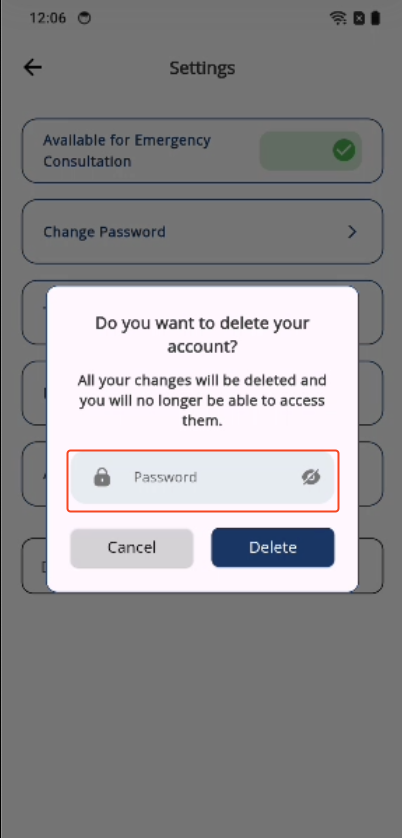 12:06
Settings
Available for Emergency
Consultation
Change Password
Do you want to delete your
account?
All your changes will be deleted and
you will no longer be able to access
them.
Password
Cancel
Delete